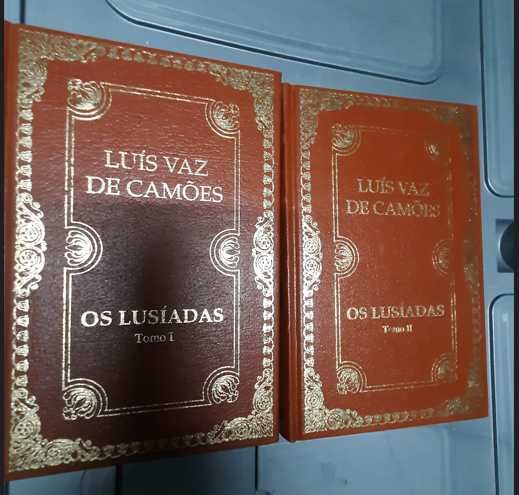 LUÍS VAZ
DE CAMÕES
OS LUSÍADAS
Tomo I
LUÍS VAZ
DE CAMÕES
OS LUSÍADAS
Tomo II